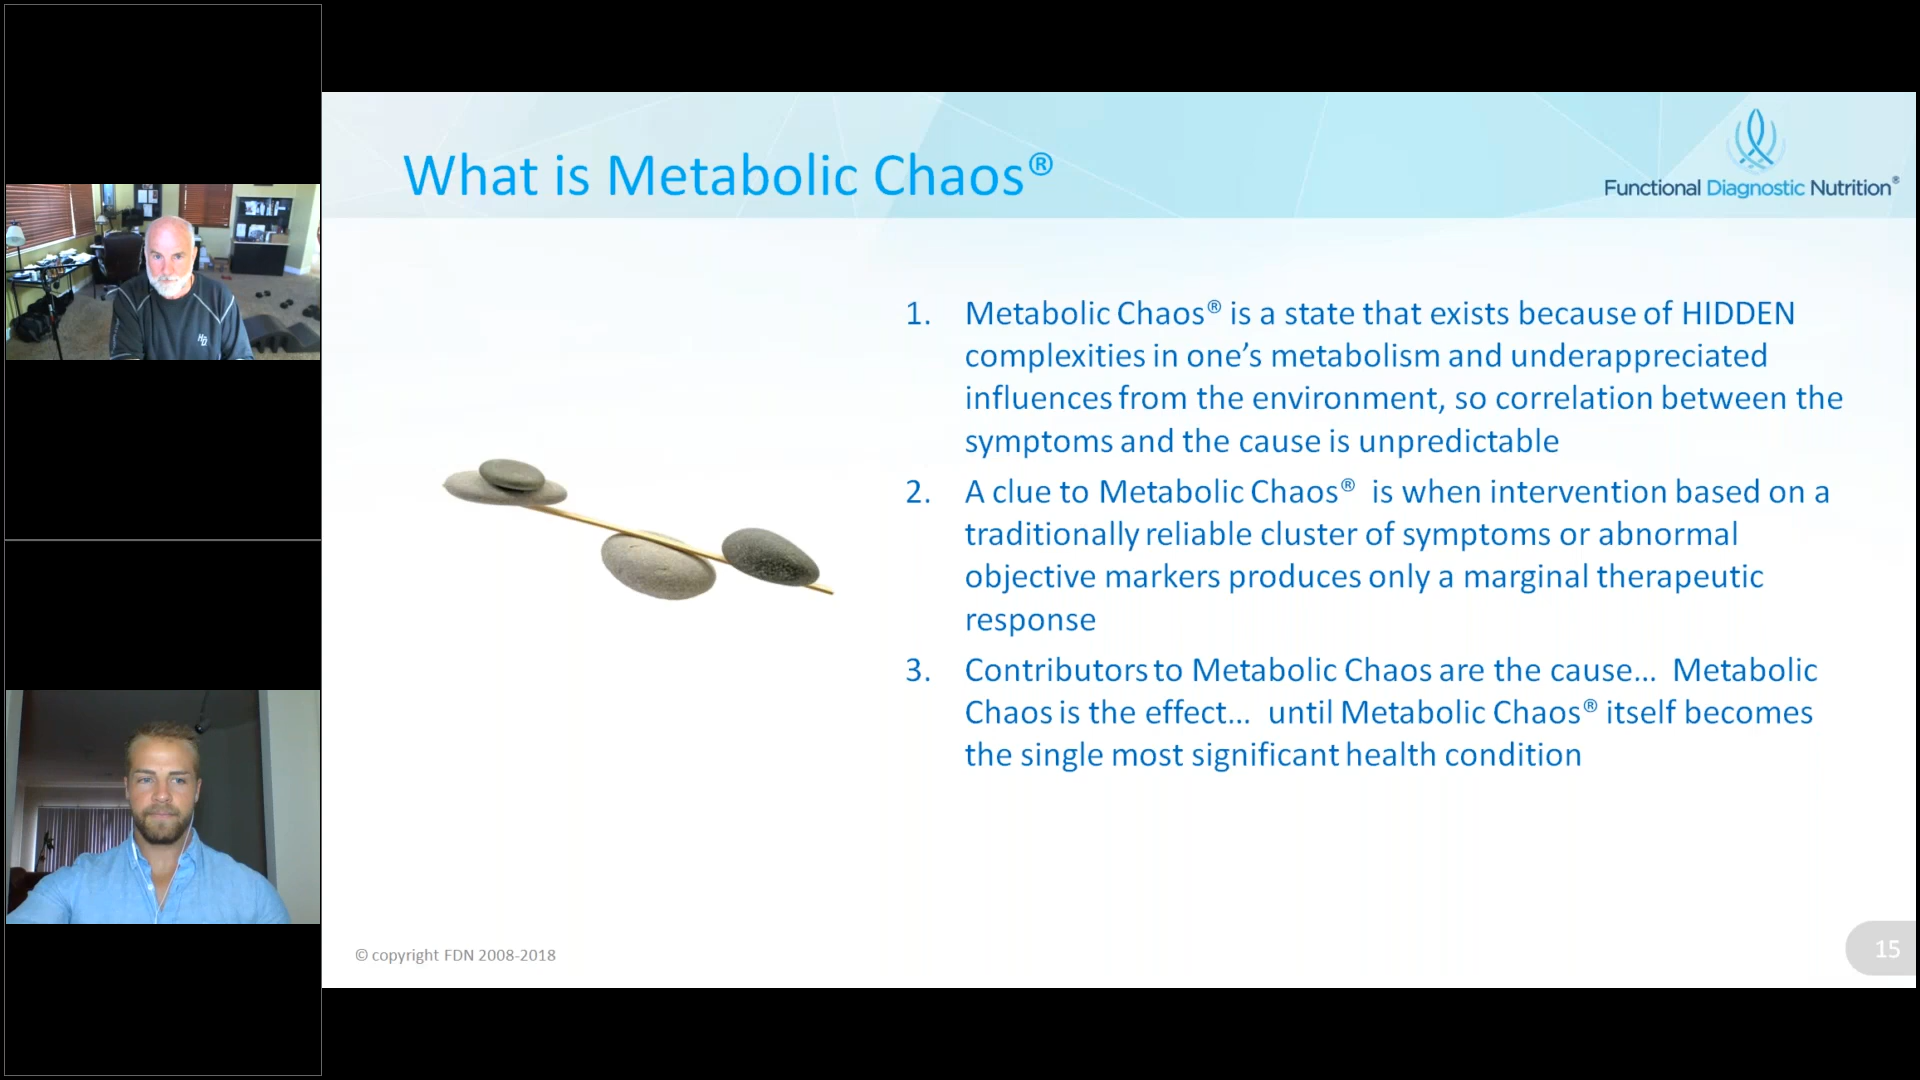 What is Metabolic Chaos®
Functional Diagnostic Nutrition®
1. Metabolic Chaos® is a state that exists because of HIDDEN
complexities in one’s metabolism and underappreciated
influences from the environment, so correlation between the
symptoms and the cause is unpredictable
2. A clue to Metabolic Chaos® is when intervention based on a
traditionally reliable cluster of symptoms or abnormal
objective markers produces only a marginal therapeutic
response
3. Contributors to Metabolic Chaos are the cause… Metabolic
Chaos is the effect… until Metabolic Chaos® itself becomes
the single most significant health condition
© copyright FDN 2008-2018
15